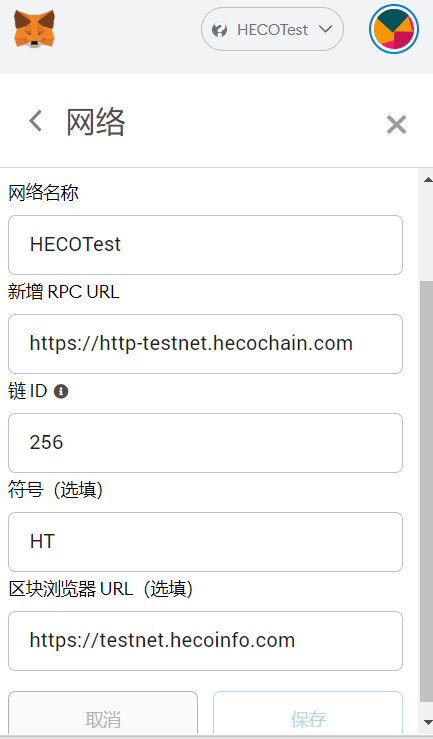 HECOTest
网络
网络名称
HECOTest
新增 RPC URL
https://http-testnet.hecochain.com
链 ID
256
符号（选填）
HT
区块浏览器 URL（选填）
https://testnet.hecoinfo.com
取消 保存